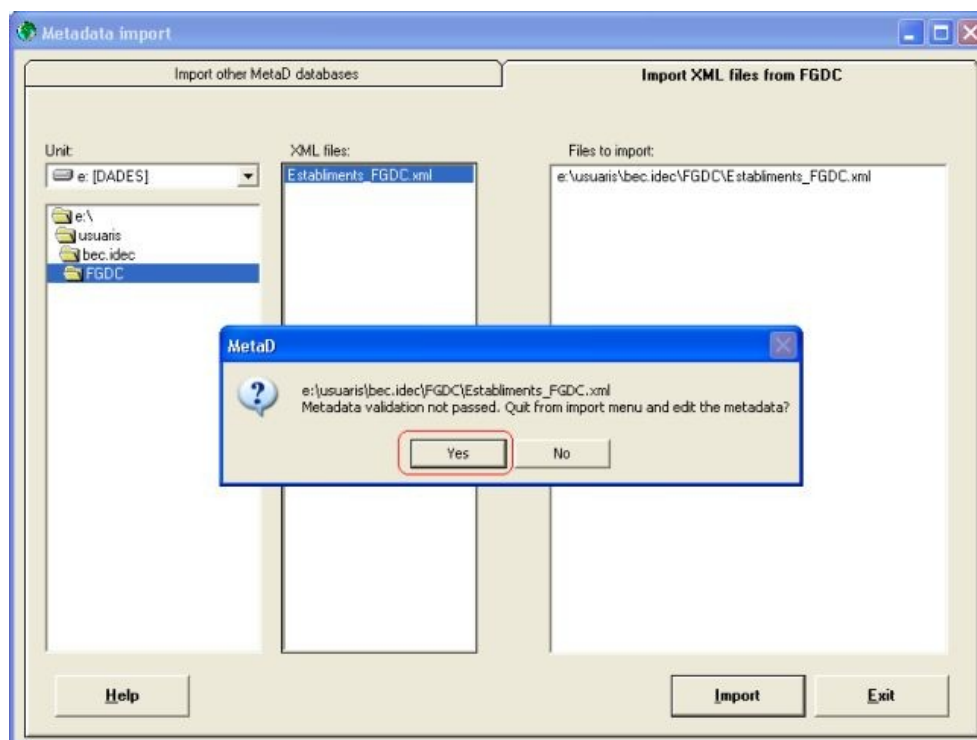 Metadata import
Import other MetaD databases
Import XML files from FGDC
Unit:
XML files:
Files to import:
e: [DADES]
Establiments_FGDC.xml
e:\usuaris\bec.idec\FGDC\Establiments_FGDC.xml
e:\
usuaris
bec.idec
FGDC
MetaD
e:\usuaris\bec.idec\FGDC\Establiments_FGDC.xml
Metadata validation not passed. Quit from import menu and edit the metadata?
Yes
No
Help
Import
Exit